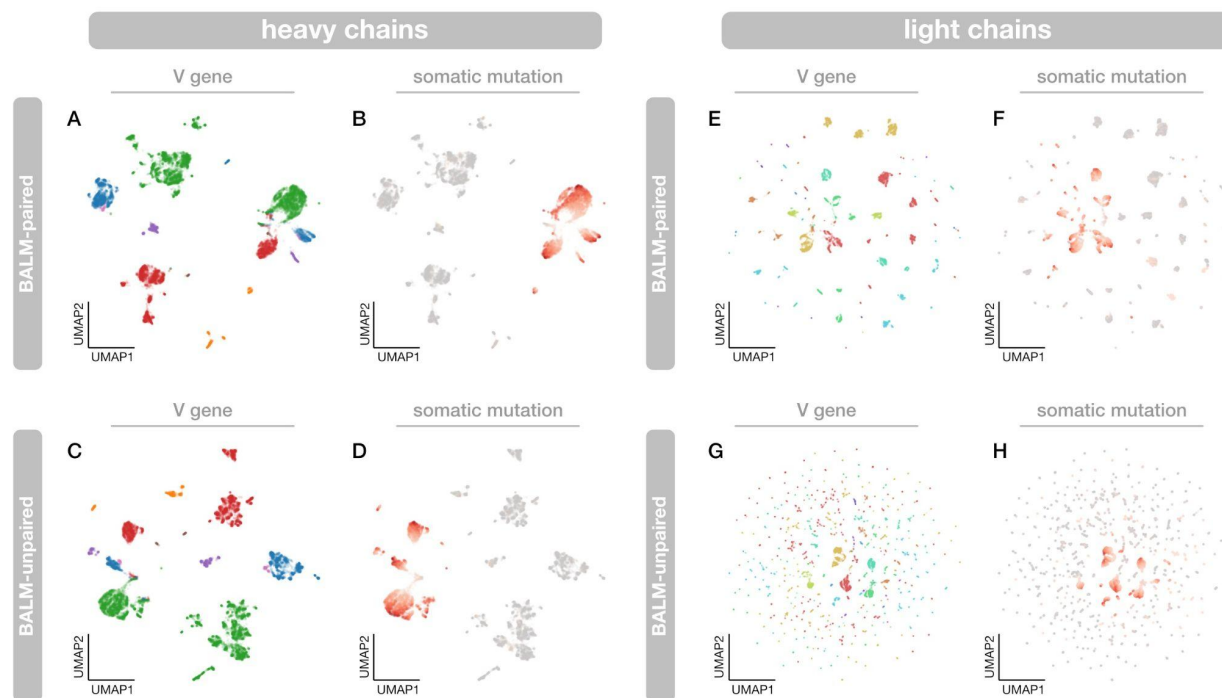 heavy chains
light chains
V gene
somatic mutation
V gene
somatic mutation
BALM-paired
A
B
BALM-paired
E
F
UMAP2
UMAP1
UMAP2
UMAP1
UMAP2
UMAP1
UMAP2
UMAP1
V gene
somatic mutation
V gene
somatic mutation
BALM-unpaired
C
D
BALM-unpaired
G
H
UMAP2
UMAP1
UMAP2
UMAP1
UMAP2
UMAP1
UMAP2
UMAP1